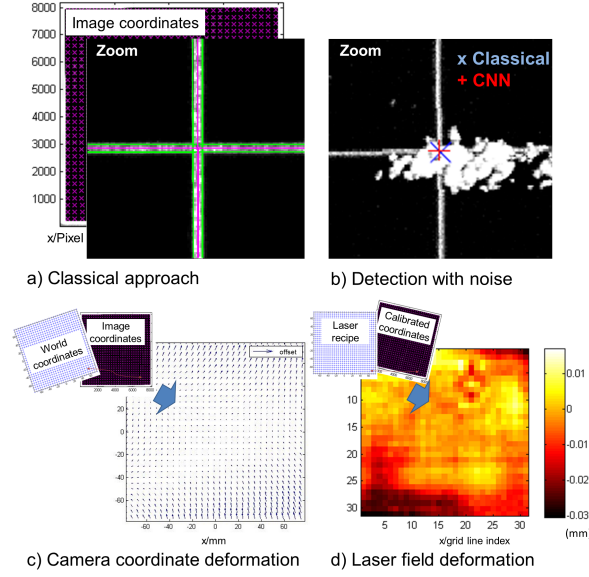 8000
7000
6000
5000
4000
3000
2000
1000
x/Pixel
Image coordinates
Zoom
Zoom
x Classical
+ CNN
a) Classical approach
b) Detection with noise
World
coordinates
Image
coordinates
offset
20
0
-20
-40
-60
-60
-40
-20
0
20
40
60
x/mm
Laser
recipe
Calibrated
coordinates
10
15
20
25
30
5
10
15
20
25
30
x/grid line index
0.01
0
-0.01
-0.02
-0.03
(mm
c) Camera coordinate deformation
d) Laser field deformation